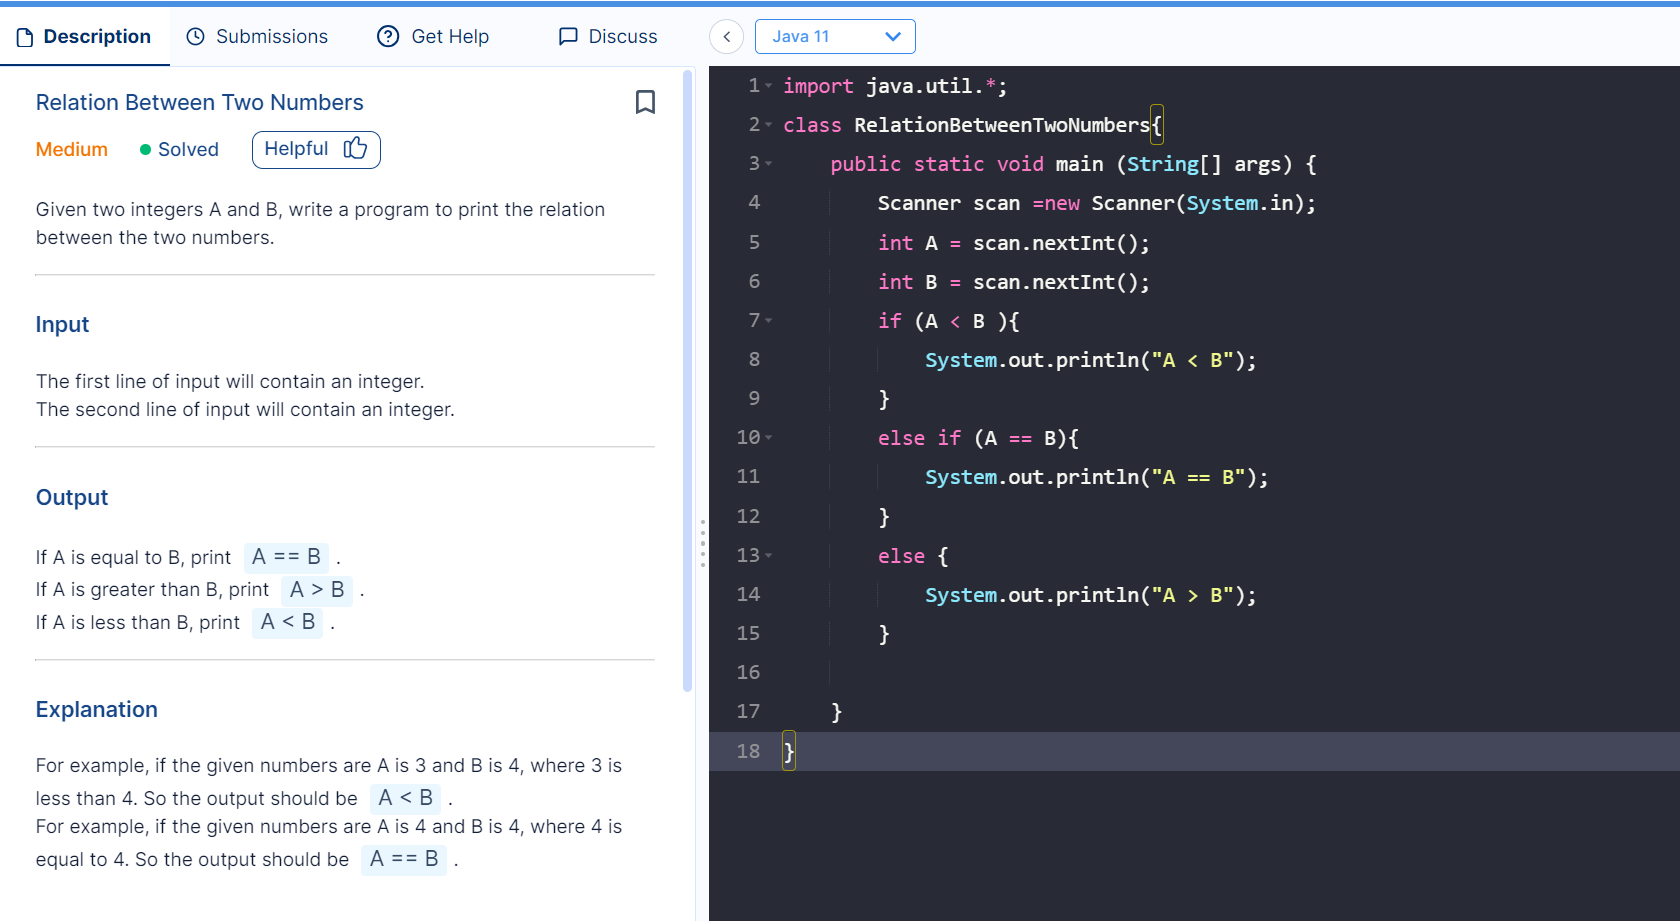 Description Submissions Get Help Discuss
Relation Between Two Numbers
Medium Solved Helpful
Given two integers A and B, write a program to print the relation
between the two numbers.
Input
The first line of input will contain an integer.
The second line of input will contain an integer.
Output
If A is equal to B, print A == B .
If A is greater than B, print A > B .
If A is less than B, print A < B .
Explanation
For example, if the given numbers are A is 3 and B is 4, where 3 is
less than 4. So the output should be A < B .
For example, if the given numbers are A is 4 and B is 4, where 4 is
equal to 4. So the output should be A == B .
Java 11
1 import java.util.*;
2 class RelationBetweenTwoNumbers{
3     public static void main (String[] args) {
4         Scanner scan =new Scanner(System.in);
5         int A = scan.nextInt();
6         int B = scan.nextInt();
7         if (A < B ){
8             System.out.println("A < B");
9         }
10         else if (A == B){
11             System.out.println("A == B");
12         }
13         else {
14             System.out.println("A > B");
15         }
16
17     }
18 }